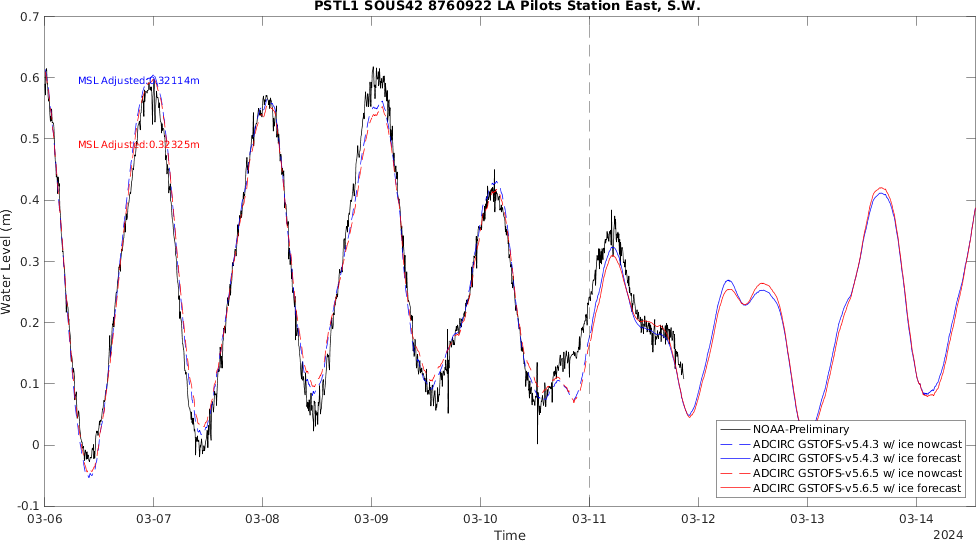 PSTL1 SOUS42 8760922 LA Pilots Station East, S.W.
0.7
0.6
0.5
0.4
0.3
0.2
0.1
0
-0.1
Water Level (m)
MSL Adjusted:0.32114m
MSL Adjusted:0.32325m
NOAA-Preliminary
ADCIRC GSTOFS-v5.4.3 w/ ice nowcast
ADCIRC GSTOFS-v5.4.3 w/ ice forecast
ADCIRC GSTOFS-v5.6.5 w/ ice nowcast
ADCIRC GSTOFS-v5.6.5 w/ ice forecast
03-06 03-07 03-08 03-09 03-10 03-11 03-12 03-13 03-14
Time
2024